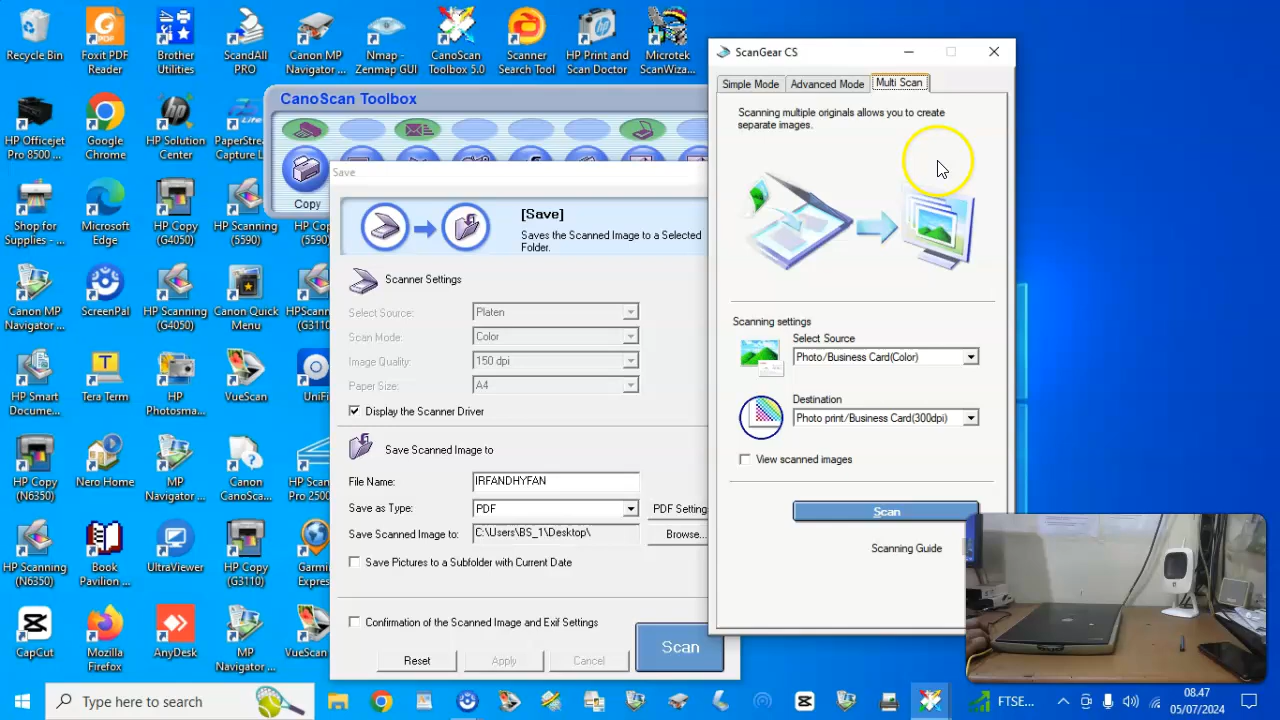 Recycle Bin
Foxit PDF
Reader
Brother
Utilities
ScandAll
PRO
Canon MP
Navigator ...
Nmap -
Zenmap GUI
CanoScan
Toolbox 5.0
Scanner
Search Tool
HP Print and
Scan Doctor
Microtek
ScanWiza...
HP Officejet
Pro 8500 ...
Google
Chrome
HP Solution
Center
PaperStre...
Capture L
Shop for
Supplies - ...
Microsoft
Edge
HP Copy
(G4050)
HP Scanning
(5590)
HP Co
(5590
Canon MP
Navigator ...
ScreenPal
HP Scanning
(G4050)
Canon Quick
Menu
HPScannin
(G3110)
HP Smart
Docume...
Tera Term
HP
Photosma...
VueScan
UniFi
HP Copy
(N6350)
Nero Home
MP
Navigator ...
Canon
CanoSca...
HP Scan
Pro 2500
HP Scanning
(N6350)
Book
Pavilion ...
UltraViewer
HP Copy
(G3110)
Garmi
Expres
CapCut
Mozilla
Firefox
AnyDesk
MP
Navigator ...
VueScan
CanoScan Toolbox
Copy
Save
[Save]
Saves the Scanned Image to a Selected
Folder.
Scanner Settings
Select Source: Platen
Scan Mode: Color
Image Quality: 150 dpi
Paper Size: A4
Display the Scanner Driver
Save Scanned Image to
File Name: IRFANDHYFAN
Save as Type: PDF PDF Setting
Save Scanned Image to: C:\Users\BS_1\Desktop\ Browse...
Save Pictures to a Subfolder with Current Date
Confirmation of the Scanned Image and Exif Settings
Reset Apply Cancel Scan
ScanGear CS
Simple Mode Advanced Mode Multi Scan
Scanning multiple originals allows you to create
separate images.
Scanning settings
Select Source
Photo/Business Card(Color)
Destination
Photo print/Business Card(300dpi)
View scanned images
Scan
Scanning Guide
Type here to search
FTSE...
08.47
05/07/2024